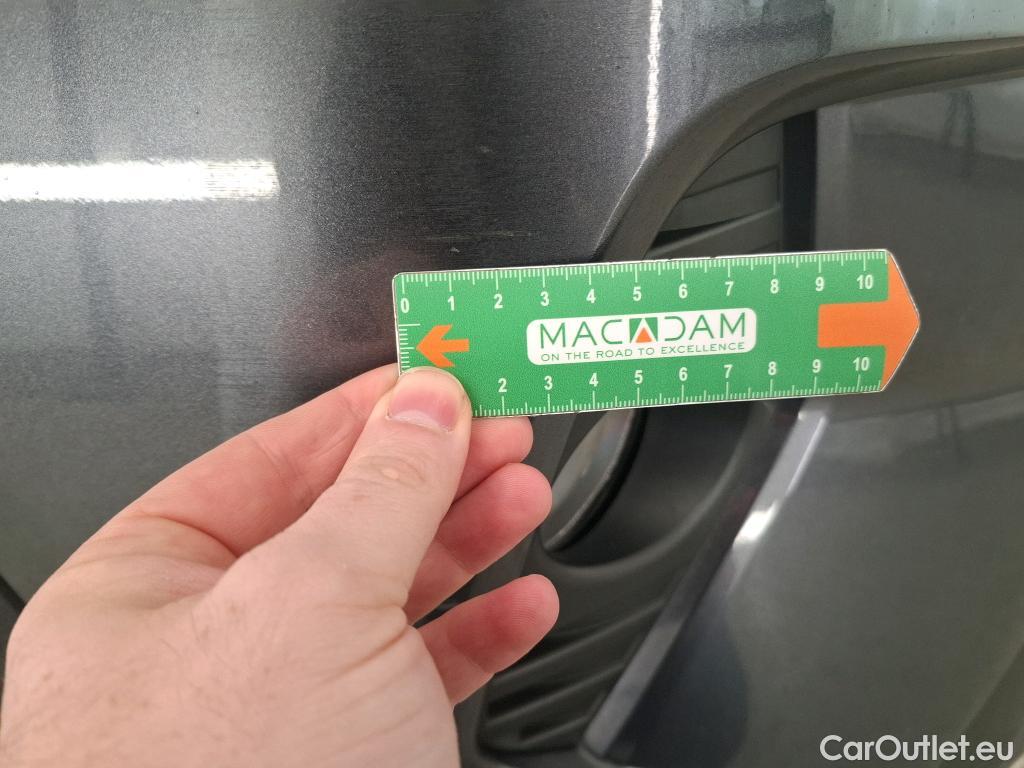 0 1 2 3 4 5 6 7 8 9 10
MACADAM
ON THE ROAD TO EXCELLENCE
2 3 4 5 6 7 8 9 10
CarOutlet.eu